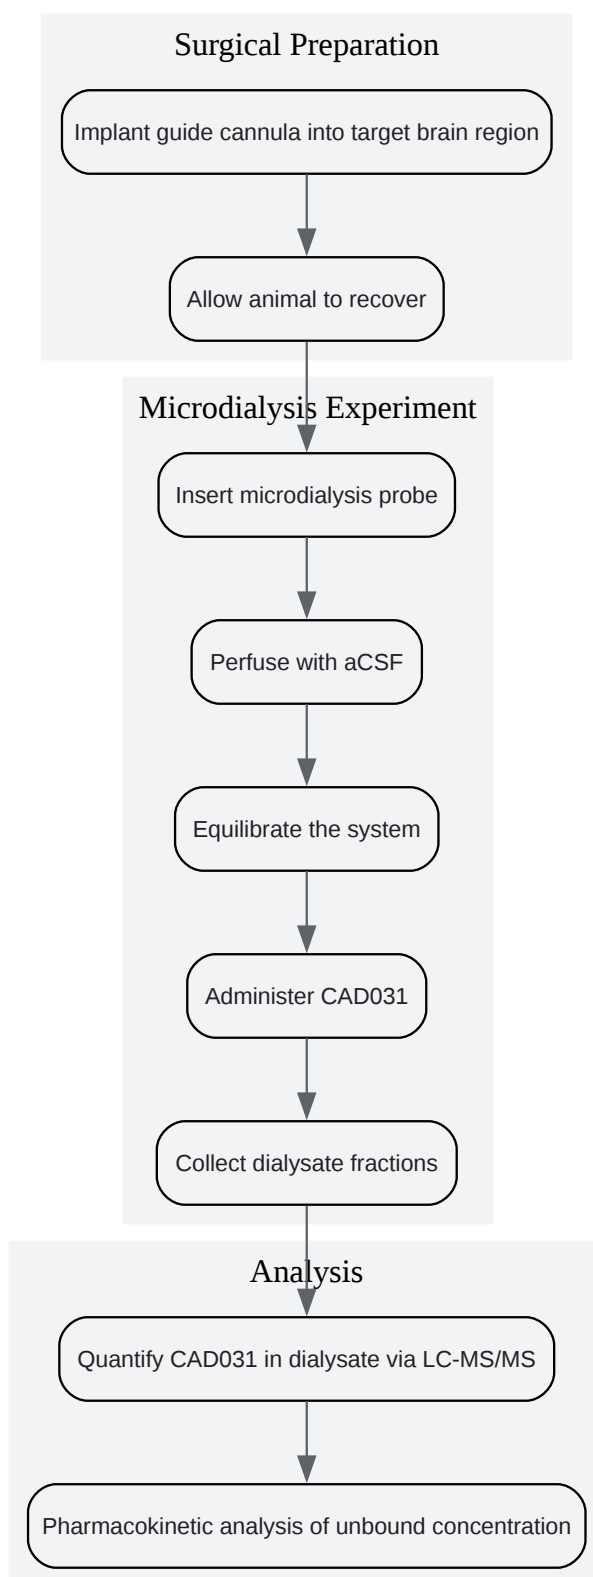 Surgical Preparation
Implant guide cannula into target brain region
Allow animal to recover
Microdialysis Experiment
Insert microdialysis probe
Perfuse with aCSF
Equilibrate the system
Administer CAD031
Collect dialysate fractions
Analysis
Quantify CAD031 in dialysate via LC-MS/MS
Pharmacokinetic analysis of unbound concentration